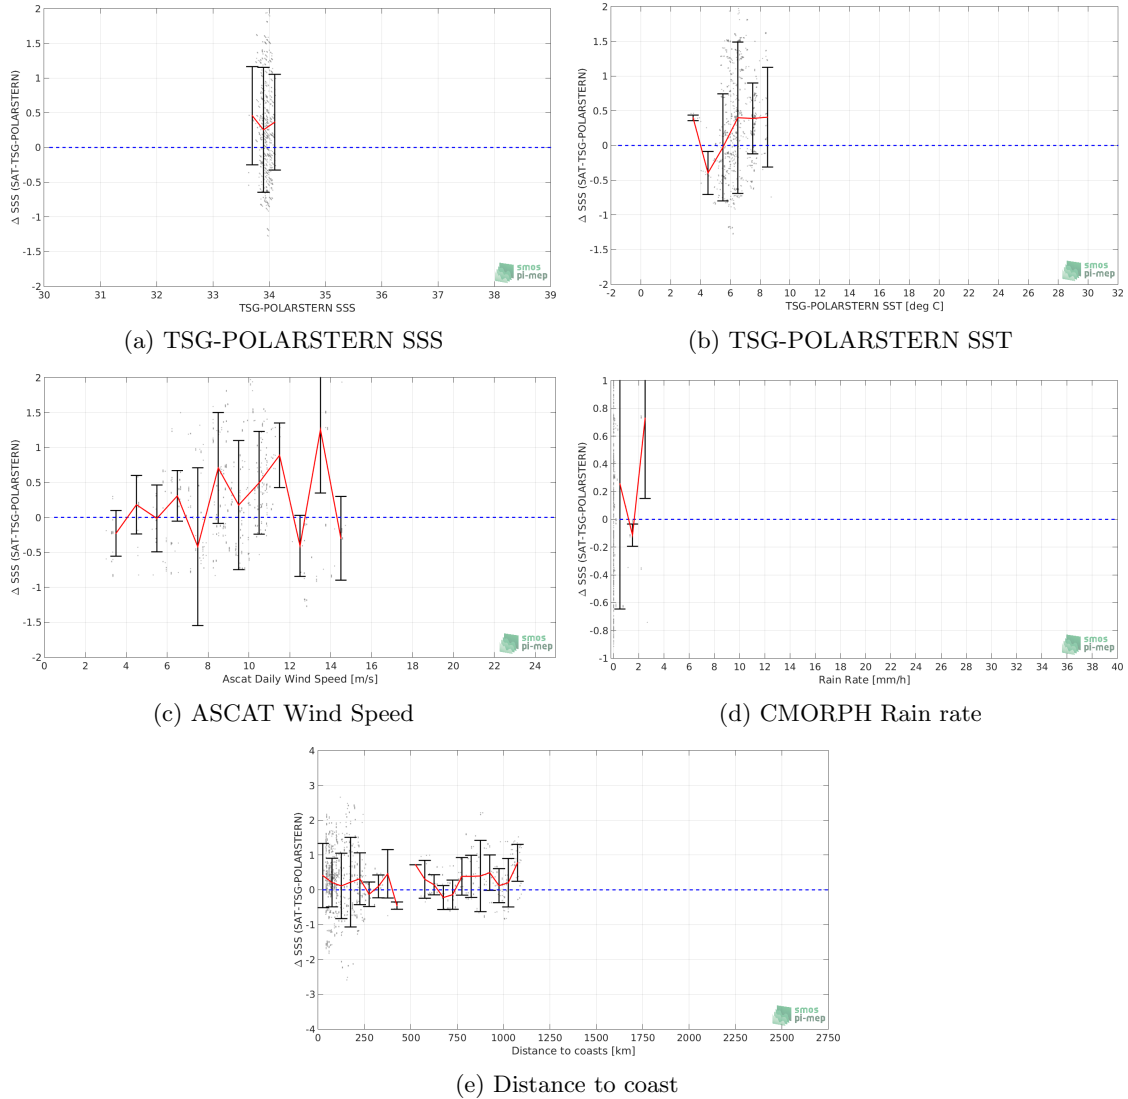 2
1.5
1
0.5
0
-0.5
-1
-1.5
-2
30 31 32 33 34 35 36 37 38 39
Δ SSS (SAT-TSG-POLARSTERN)
TSG-POLARSTERN SSS
smos
pi-mep
(a) TSG-POLARSTERN SSS
2
1.5
1
0.5
0
-0.5
-1
-1.5
-2
-2 0 2 4 6 8 10 12 14 16 18 20 22 24 26 28 30 32
Δ SSS (SAT-TSG-POLARSTERN)
TSG-POLARSTERN SST [deg C]
smos
pi-mep
(b) TSG-POLARSTERN SST
2
1.5
1
0.5
0
-0.5
-1
-1.5
-2
0 2 4 6 8 10 12 14 16 18 20 22 24
Δ SSS (SAT-TSG-POLARSTERN)
Ascat Daily Wind Speed [m/s]
smos
pi-mep
(c) ASCAT Wind Speed
1
0.8
0.6
0.4
0.2
0
-0.2
-0.4
-0.6
-0.8
-1
0 2 4 6 8 10 12 14 16 18 20 22 24 26 28 30 32 34 36 38 40
Δ SSS (SAT-TSG-POLARSTERN)
Rain Rate [mm/h]
smos
pi-mep
(d) CMORPH Rain rate
4
3
2
1
0
-1
-2
-3
-4
0 250 500 750 1000 1250 1500 1750 2000 2250 2500 2750
Δ SSS (SAT-TSG-POLARSTERN)
Distance to coasts [km]
smos
pi-mep
(e) Distance to coast